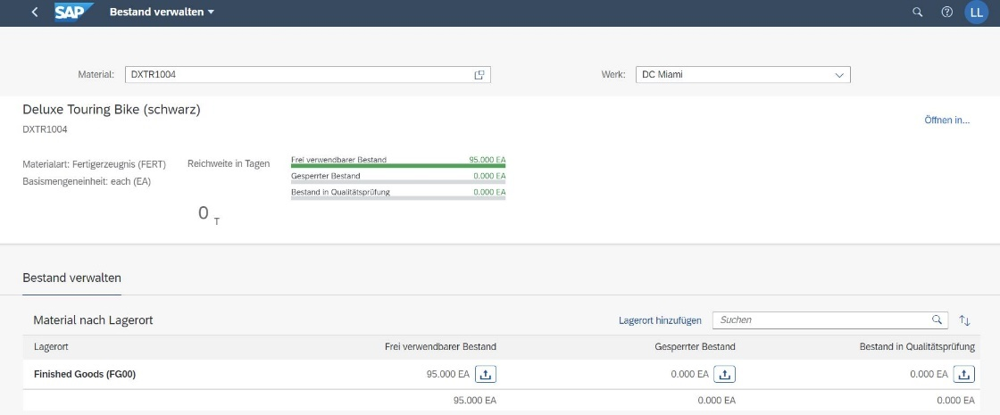 SAP Bestand verwalten LL
Material: DXTR1004 Werk: DC Miami
Deluxe Touring Bike (schwarz)
DXTR1004
Öffnen in...
Materialart: Fertigerzeugnis (FERT)
Basismengeneinheit: each (EA)
Reichweite in Tagen
0 T
Frei verwendbarer Bestand 95.000 EA
Gesperrter Bestand 0.000 EA
Bestand in Qualitätsprüfung 0.000 EA
Bestand verwalten
Material nach Lagerort Lagerort hinzufügen Suchen
Lagerort Frei verwendbarer Bestand Gesperrter Bestand Bestand in Qualitätsprüfung
Finished Goods (FG00) 95.000 EA 0.000 EA 0.000 EA
95.000 EA 0.000 EA 0.000 EA